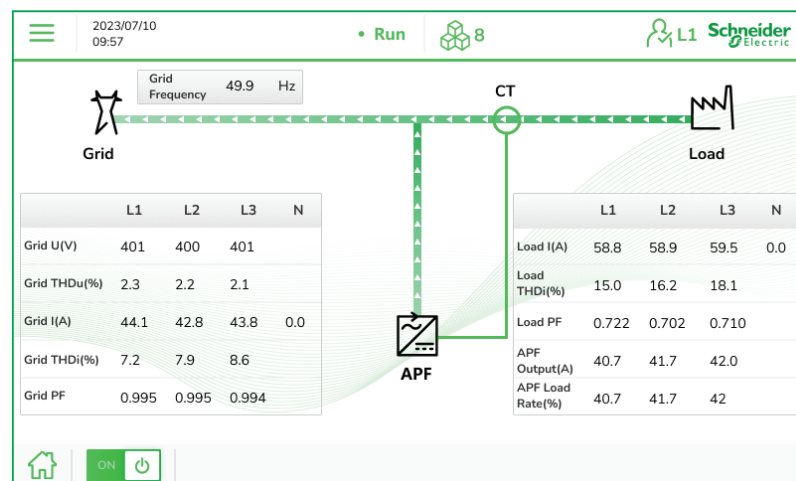 2023/07/10
09:57
• Run
8
L1
Schneider
Electric
Grid
Frequency 49.9 Hz
CT
Grid
Load
L1 L2 L3 N
Grid U(V) 401 400 401
Grid THDu(%) 2.3 2.2 2.1
Grid I(A) 44.1 42.8 43.8 0.0
Grid THDi(%) 7.2 7.9 8.6
Grid PF 0.995 0.995 0.994
APF
L1 L2 L3 N
Load I(A) 58.8 58.9 59.5 0.0
Load
THDi(%) 15.0 16.2 18.1
Load PF 0.722 0.702 0.710
APF
Output(A) 40.7 41.7 42.0
APF Load
Rate(%) 40.7 41.7 42
ON